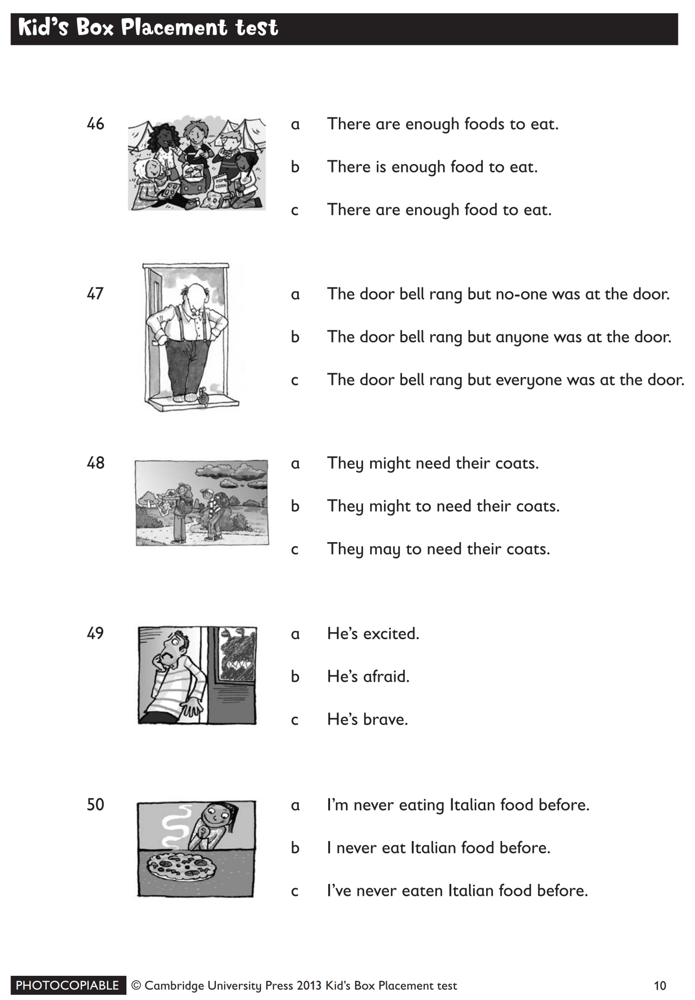 Kid's Box Placement test
46
a There are enough foods to eat.
b There is enough food to eat.
c There are enough food to eat.
POP
CORN
47
a The door bell rang but no-one was at the door.
b The door bell rang but anyone was at the door.
c The door bell rang but everyone was at the door.
48
a They might need their coats.
b They might to need their coats.
c They may to need their coats.
49
a He's excited.
b He's afraid.
c He's brave.
50
a I'm never eating Italian food before.
b I never eat Italian food before.
c I've never eaten Italian food before.
PHOTOCOPIABLE © Cambridge University Press 2013 Kid's Box Placement test 10